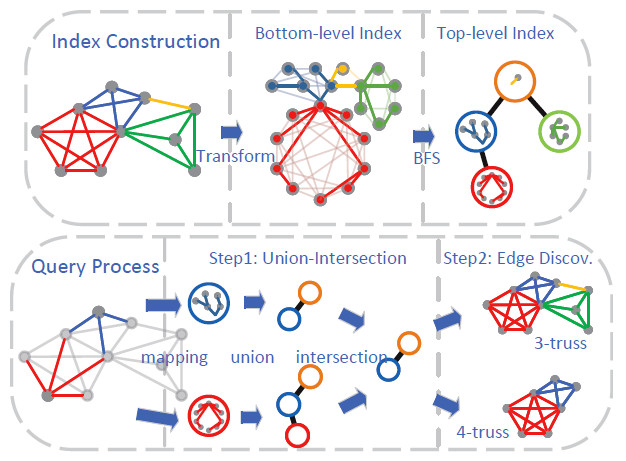 Index Construction
Bottom-level Index
Top-level Index
Transform
BFS
Query Process
Step1: Union-Intersection
Step2: Edge Discov.
mapping union intersection
3-truss
4-truss